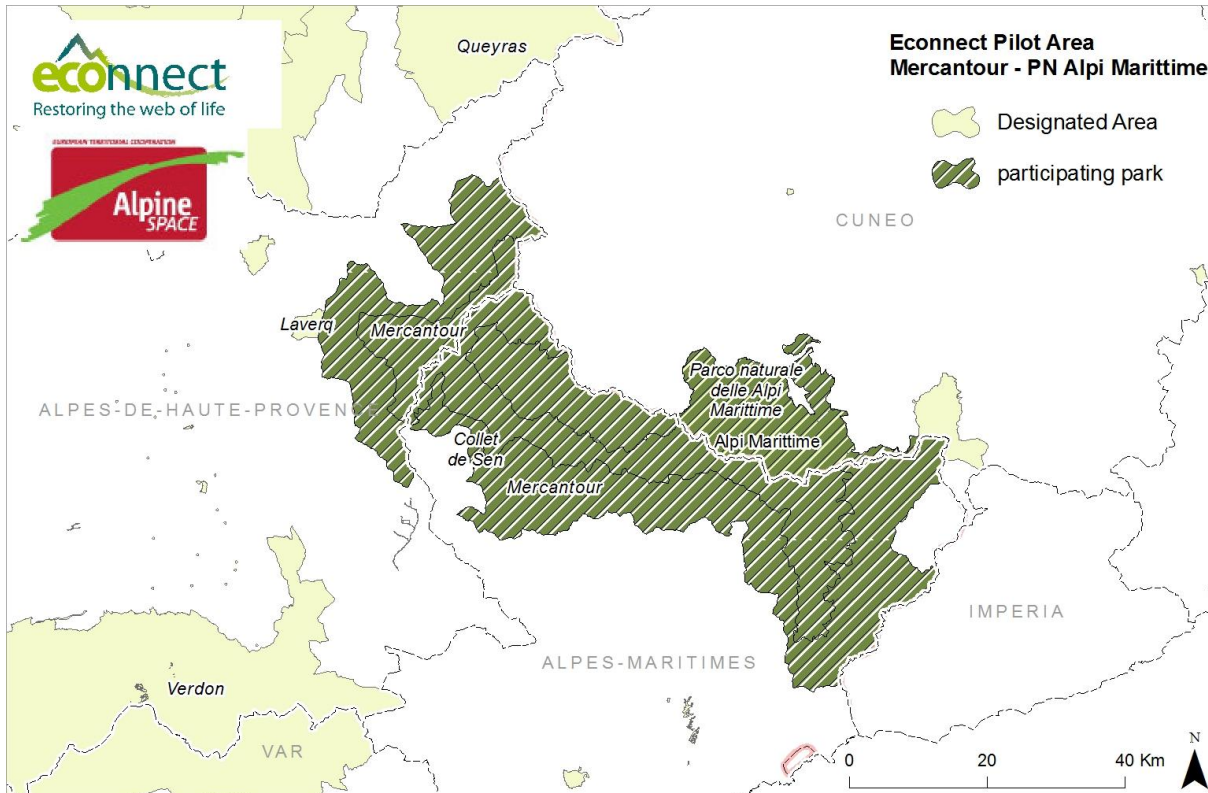 econnect
Restoring the web of life
EUROPEAN TERRITORIAL COOPERATION
Alpine
SPACE
Econnect Pilot Area
Mercantour - PN Alpi Marittime
Designated Area
participating park
Queyras
CUNEO
Laverq
Mercantour
Parco naturale
delle Alpi
Marittime
ALPES-DE-HAUTE-PROVENCE
Alpi Marittime
Collet
de Sen
Mercantour
IMPERIA
ALPES-MARITIMES
Verdon
VAR
N
0 20 40 Km